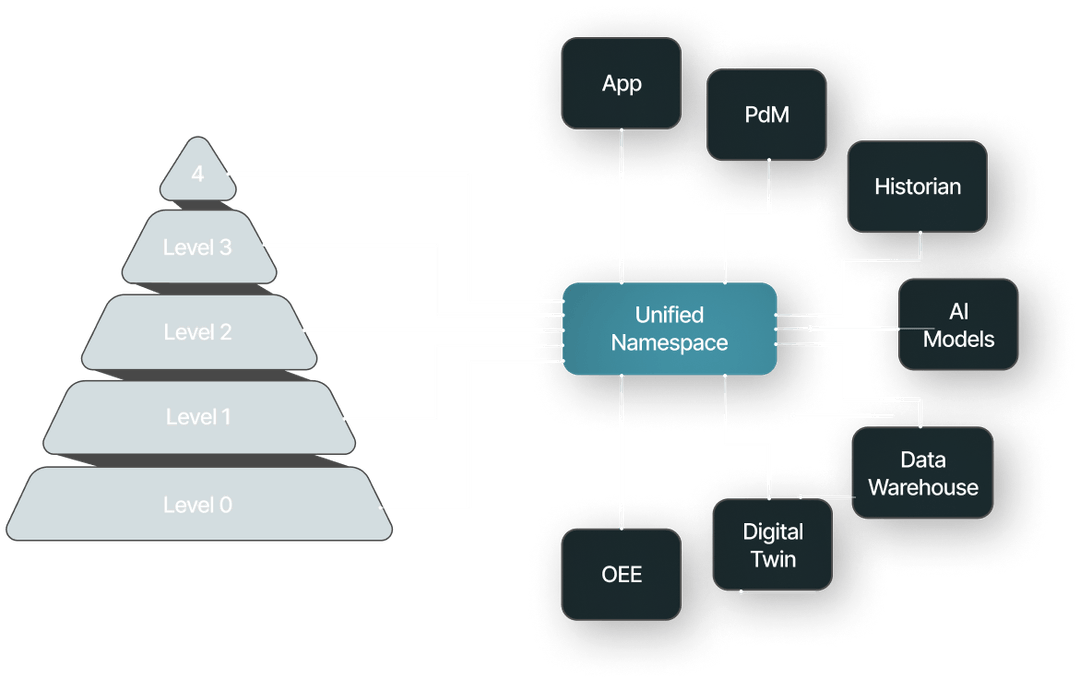 4
Level 3
Level 2
Level 1
Level 0
App
PdM
Historian
Unified
Namespace
AI
Models
Data
Warehouse
Digital
Twin
OEE